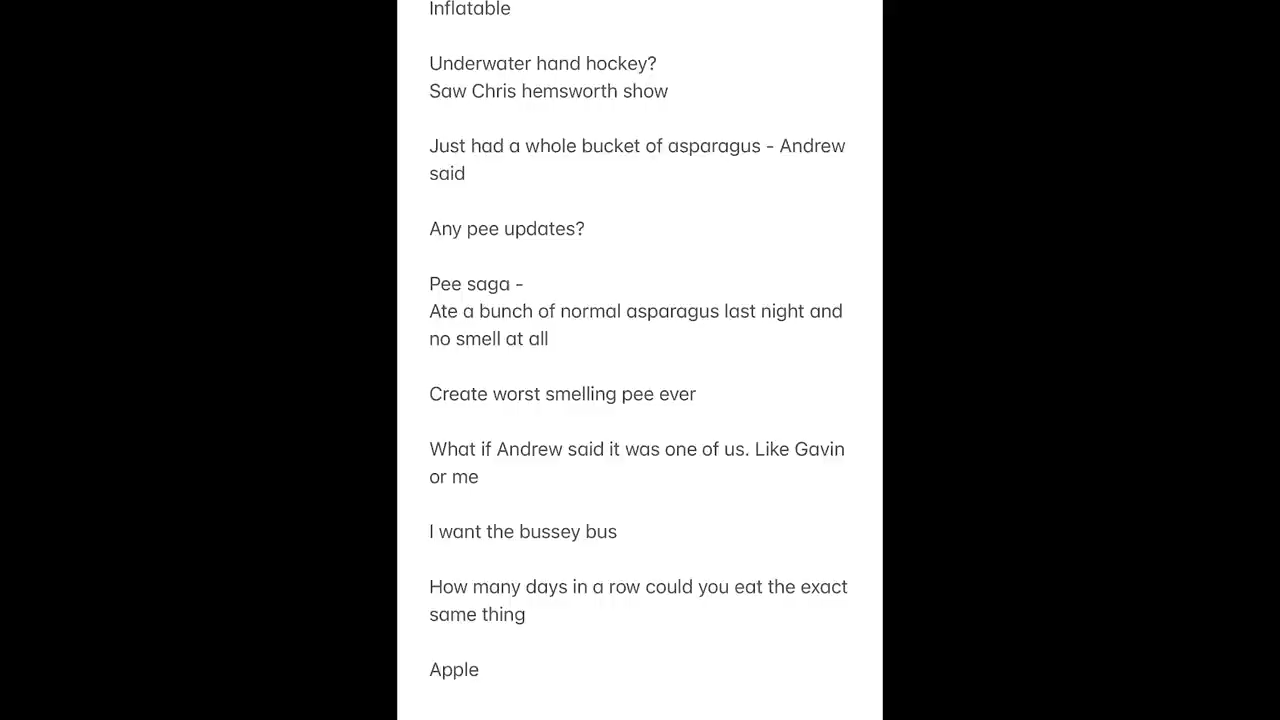 Inflatable
Underwater hand hockey?
Saw Chris hemsworth show
Just had a whole bucket of asparagus - Andrew
said
Any pee updates?
Pee saga -
Ate a bunch of normal asparagus last night and
no smell at all
Create worst smelling pee ever
What if Andrew said it was one of us. Like Gavin
or me
I want the bussey bus
How many days in a row could you eat the exact
same thing
Apple